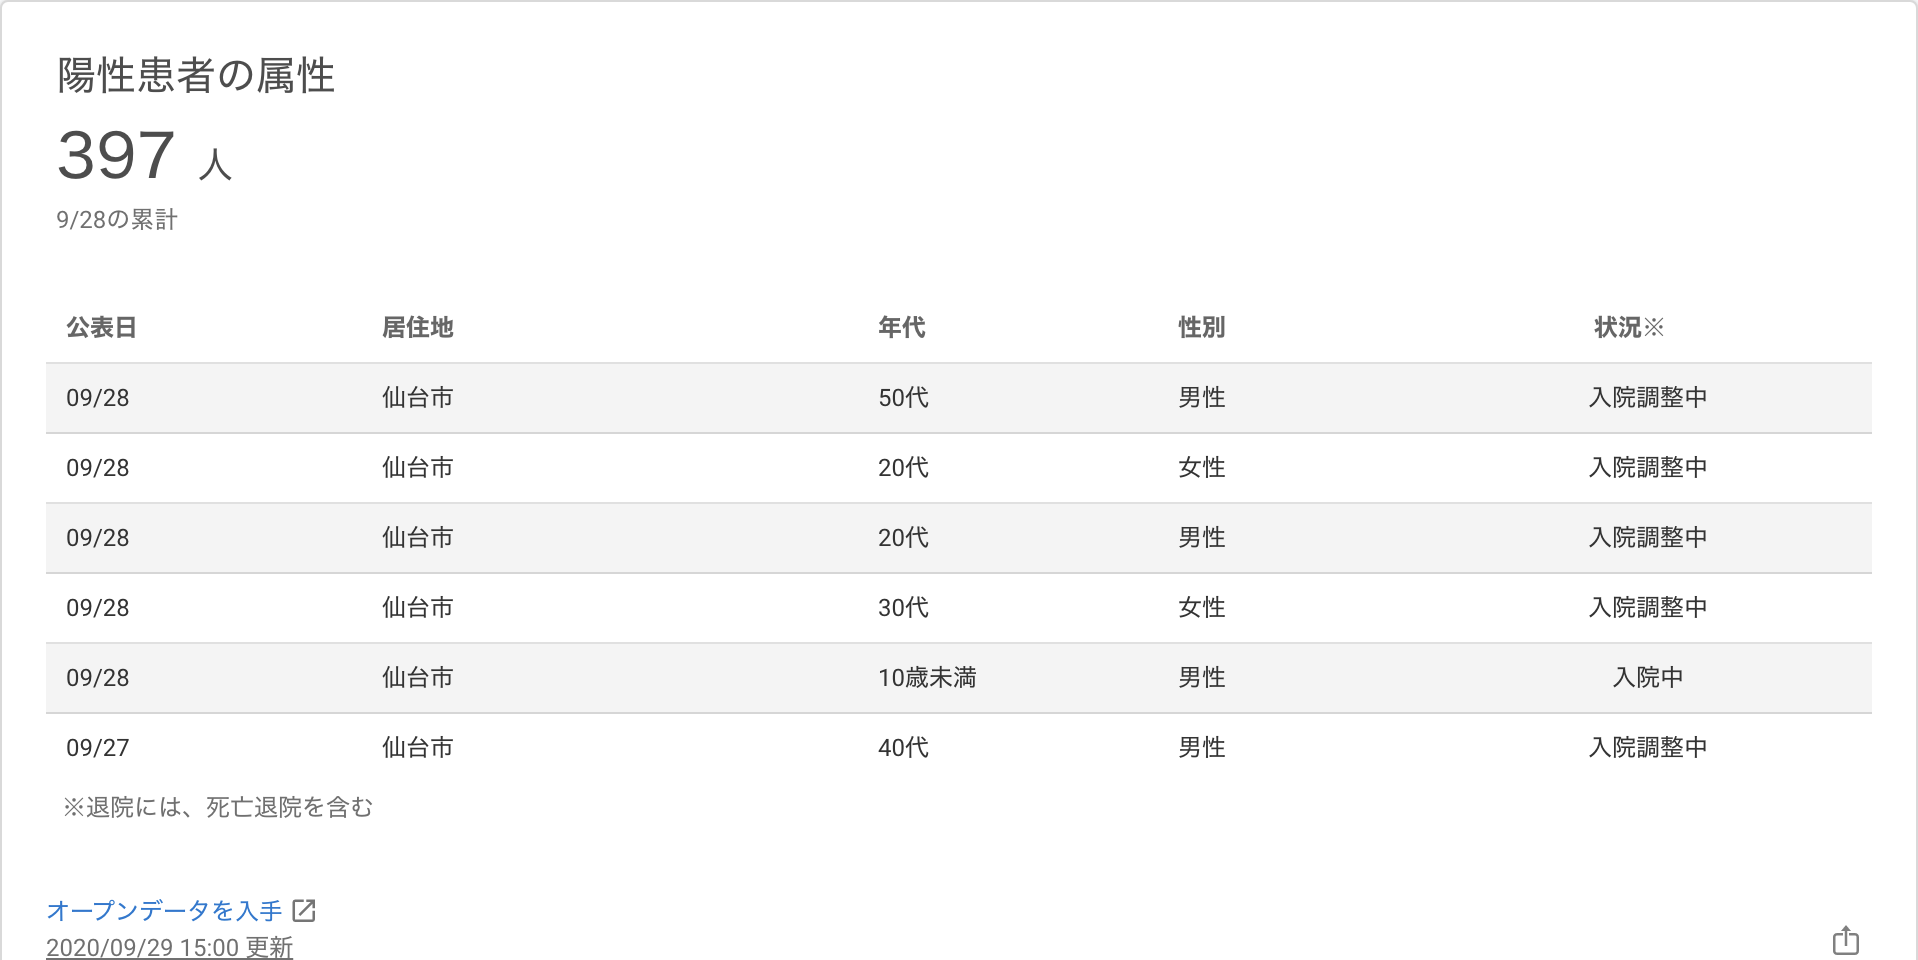 陽性患者の属性
397 人
9/28の累計
公表日 居住地 年代 性別 状況※
09/28 仙台市 50代 男性 入院調整中
09/28 仙台市 20代 女性 入院調整中
09/28 仙台市 20代 男性 入院調整中
09/28 仙台市 30代 女性 入院調整中
09/28 仙台市 10歳未満 男性 入院中
09/27 仙台市 40代 男性 入院調整中
※退院には、死亡退院を含む
オープンデータを入手
2020/09/29 15:00 更新